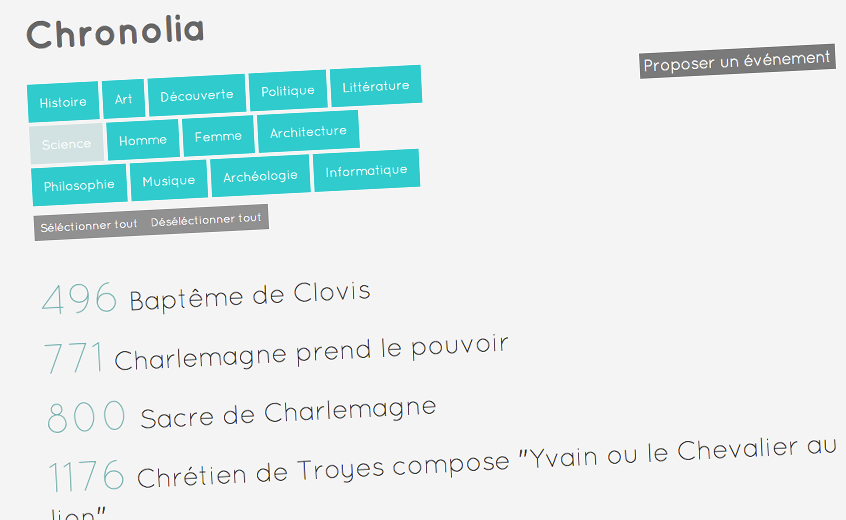 Chronolia
Proposer un événement
Histoire Art Découverte Politique Littérature
Science Homme Femme Architecture
Philosophie Musique Archéologie Informatique
Séléctionner tout Déséléctionner tout
496 Baptême de Clovis
771 Charlemagne prend le pouvoir
800 Sacre de Charlemagne
1176 Chrétien de Troyes compose "Yvain ou le Chevalier au
lion"